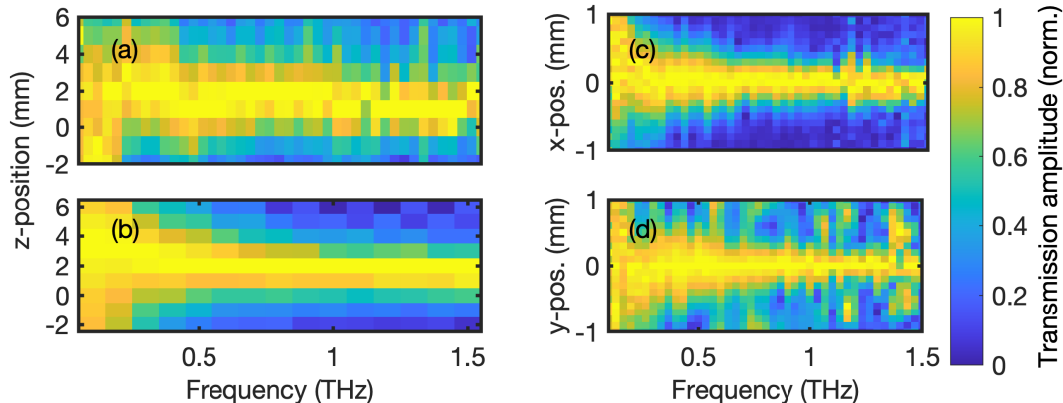 6
4
2
0
-2
z-position (mm)
(a)
6
4
2
0
-2
(b)
0.5
1
1.5
Frequency (THz)
1
0
-1
x-pos. (mm)
(c)
1
0
-1
y-pos. (mm)
(d)
0.5
1
1.5
Frequency (THz)
1
0.8
0.6
0.4
0.2
0
Transmission amplitude (norm.)